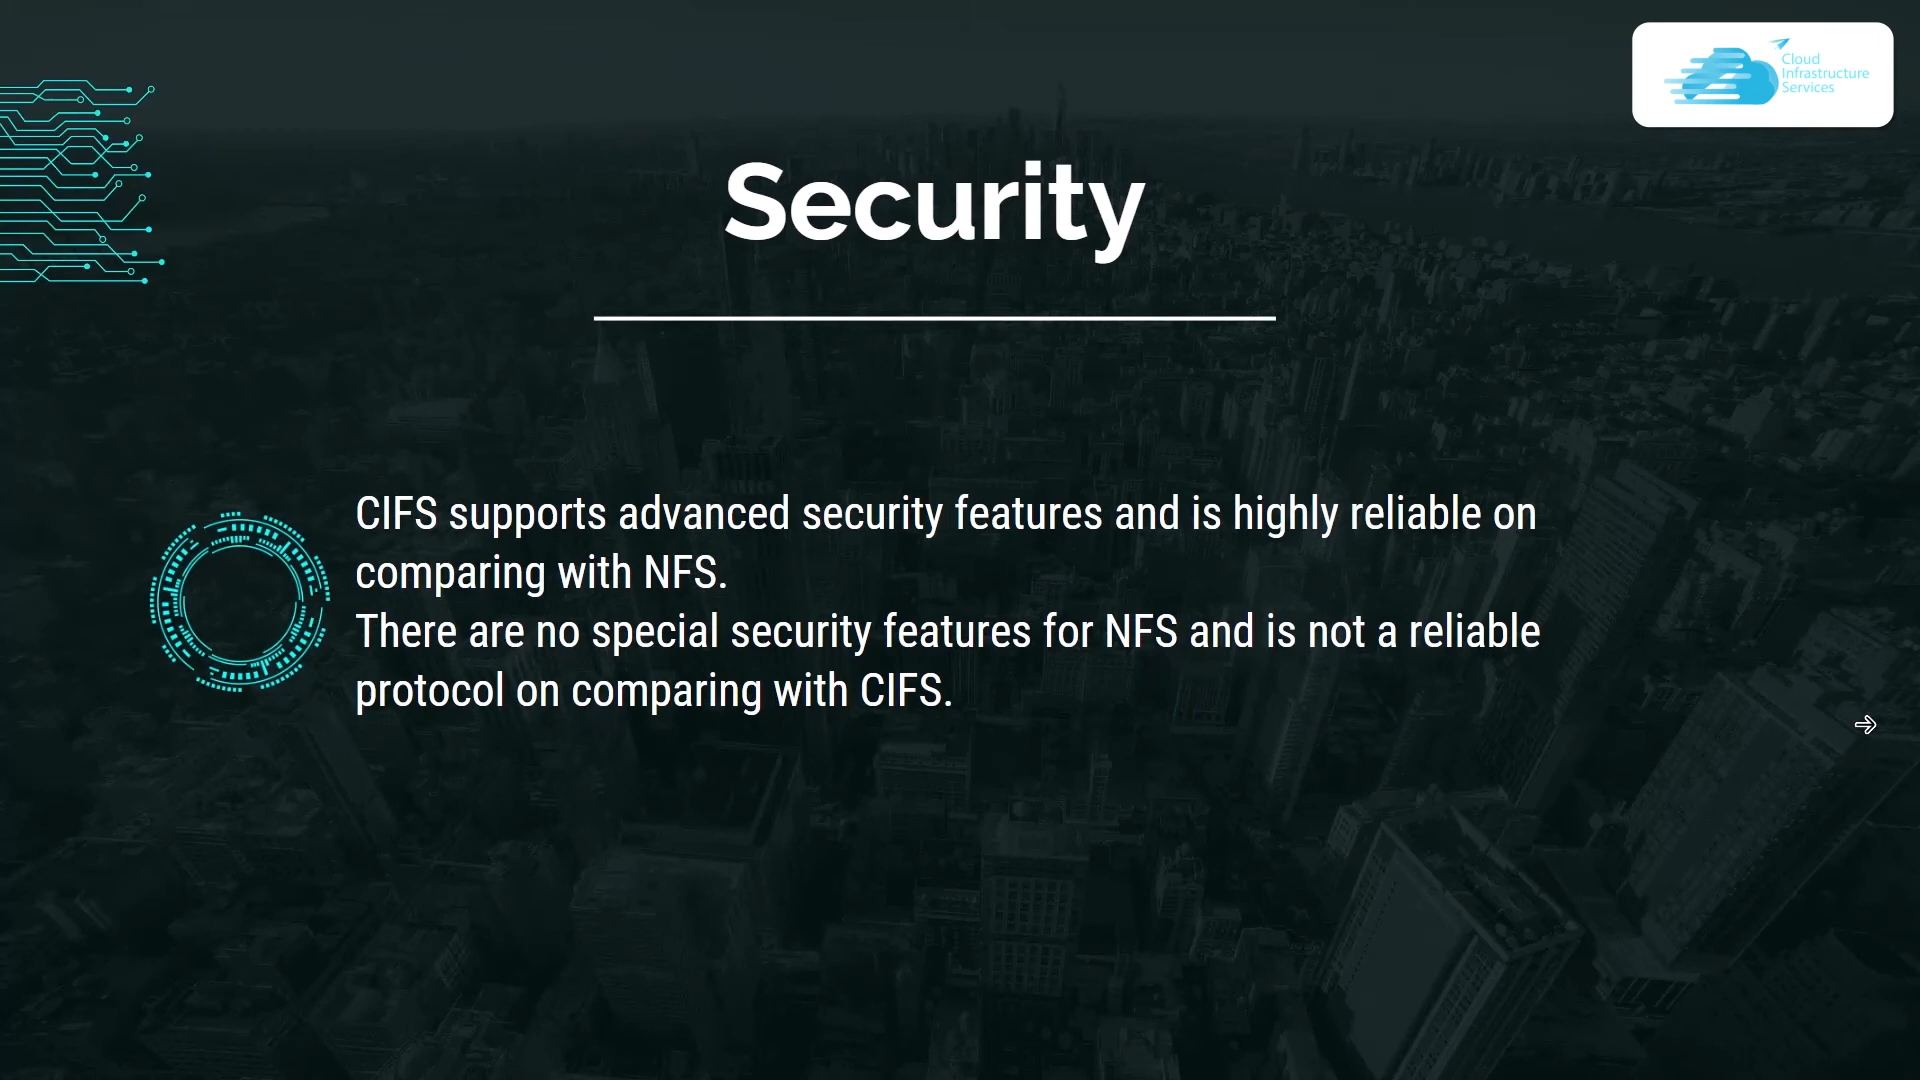 Cloud
Infrastructure
Services
Security
CIFS supports advanced security features and is highly reliable on
comparing with NFS.
There are no special security features for NFS and is not a reliable
protocol on comparing with CIFS.